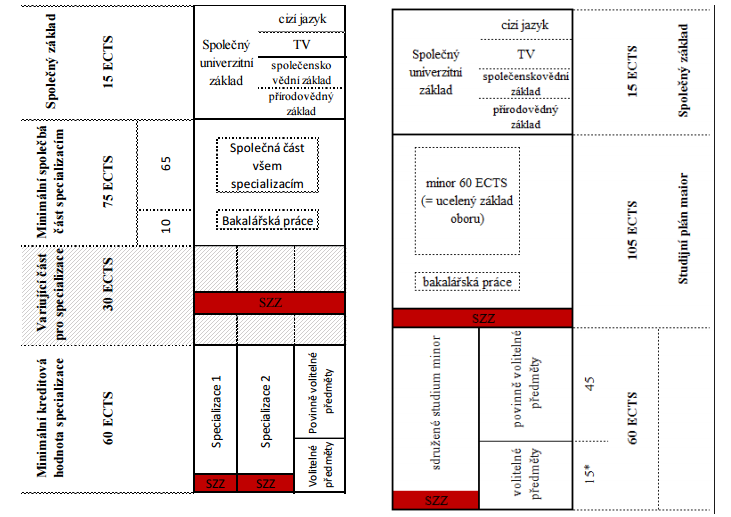 Společný základ
15 ECTS
Společný
univerzitní
základ
cizí jazyk
TV
společensko
vědní základ
přírodovědný
základ
Minimální společbá
část specializacím
75 ECTS
65
10
Společná část
všem
specializacím
Bakalářská práce
Variující část
pro specializace
30 ECTS
SZZ
Minimální kreditová
hodnota specializace
60 ECTS
Specializace 1
Specializace 2
Povinně volitelné
předměty
Volitelné
předměty
SZZ
SZZ
Společný
univerzitní
základ
cizí jazyk
TV
společenskovědní
základ
přírodovědný
základ
15 ECTS
Společný základ
minor 60 ECTS
(= ucelený základ
oboru)
bakalářská práce
105 ECTS
Studijní plán maior
SZZ
sdružené studium minor
povinně volitelné
předměty
volitelné
předměty
45
15*
60 ECTS
SZZ